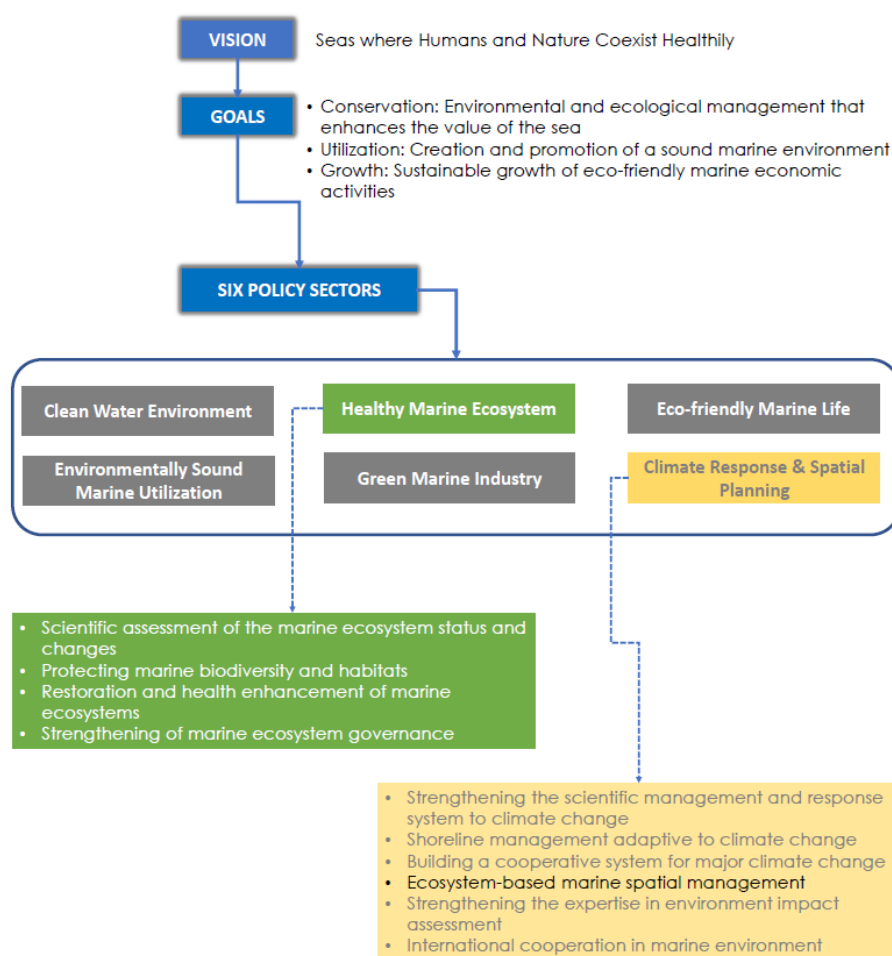 VISION
Seas where Humans and Nature Coexist Healthily
GOALS
• Conservation: Environmental and ecological management that
enhances the value of the sea
• Utilization: Creation and promotion of a sound marine environment
• Growth: Sustainable growth of eco-friendly marine economic
activities
SIX POLICY SECTORS
Clean Water Environment
Healthy Marine Ecosystem
Eco-friendly Marine Life
Environmentally Sound
Marine Utilization
Green Marine Industry
Climate Response & Spatial
Planning
• Scientific assessment of the marine ecosystem status and
changes
• Protecting marine biodiversity and habitats
• Restoration and health enhancement of marine
ecosystems
• Strengthening of marine ecosystem governance
• Strengthening the scientific management and response
system to climate change
• Shoreline management adaptive to climate change
• Building a cooperative system for major climate change
• Ecosystem-based marine spatial management
• Strengthening the expertise in environment impact
assessment
• International cooperation in marine environment